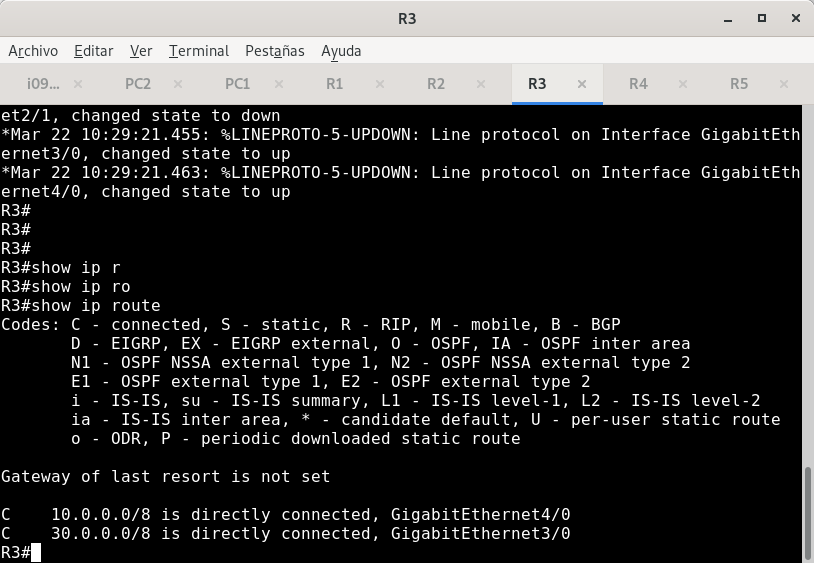 R3
Archivo Editar Ver Terminal Pestañas Ayuda
i09... PC2 PC1 R1 R2 R3 R4 R5
et2/1, changed state to down
*Mar 22 10:29:21.455: %LINEPROTO-5-UPDOWN: Line protocol on Interface GigabitEth
ernet3/0, changed state to up
*Mar 22 10:29:21.463: %LINEPROTO-5-UPDOWN: Line protocol on Interface GigabitEth
ernet4/0, changed state to up
R3#
R3#
R3#
R3#show ip r
R3#show ip ro
R3#show ip route
Codes: C - connected, S - static, R - RIP, M - mobile, B - BGP
       D - EIGRP, EX - EIGRP external, O - OSPF, IA - OSPF inter area
       N1 - OSPF NSSA external type 1, N2 - OSPF NSSA external type 2
       E1 - OSPF external type 1, E2 - OSPF external type 2
       i - IS-IS, su - IS-IS summary, L1 - IS-IS level-1, L2 - IS-IS level-2
       ia - IS-IS inter area, * - candidate default, U - per-user static route
       o - ODR, P - periodic downloaded static route
Gateway of last resort is not set
C    10.0.0.0/8 is directly connected, GigabitEthernet4/0
C    30.0.0.0/8 is directly connected, GigabitEthernet3/0
R3#